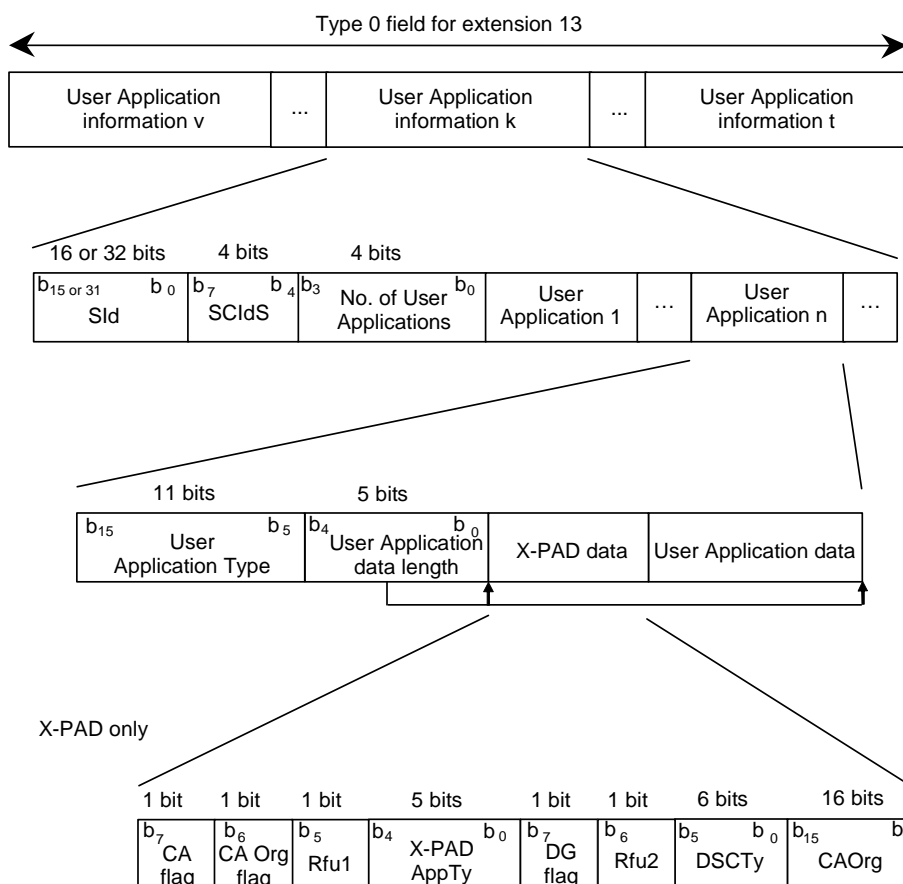 Type 0 field for extension 13
User Application information v
...
User Application information k
...
User Application information t
16 or 32 bits
4 bits
4 bits
b15 or 31 b0
SId
b7 b4
SCIdS
b3 b0
No. of User Applications
User Application 1
...
User Application n
...
11 bits
5 bits
b15 b5
User Application Type
b4 b0
User Application data length
X-PAD data
User Application data
X-PAD only
1 bit
1 bit
1 bit
5 bits
1 bit
1 bit
6 bits
16 bits
b7
CA flag
b6
CA Org flag
b5
Rfu1
b4 b0
X-PAD AppTy
b7
DG flag
b6
Rfu2
b5 b0
DSCTy
b15 b
CAOrg